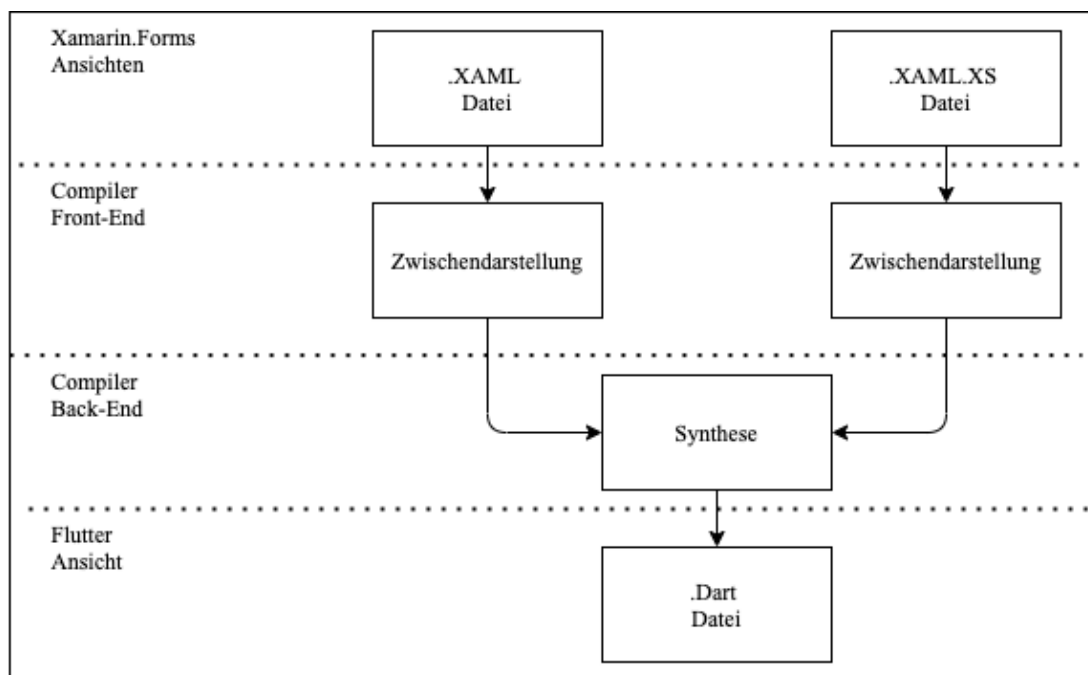 Xamarin.Forms
Ansichten
.XAML
Datei
.XAML.XS
Datei
Compiler
Front-End
Zwischendarstellung
Zwischendarstellung
Compiler
Back-End
Synthese
Flutter
Ansicht
.Dart
Datei